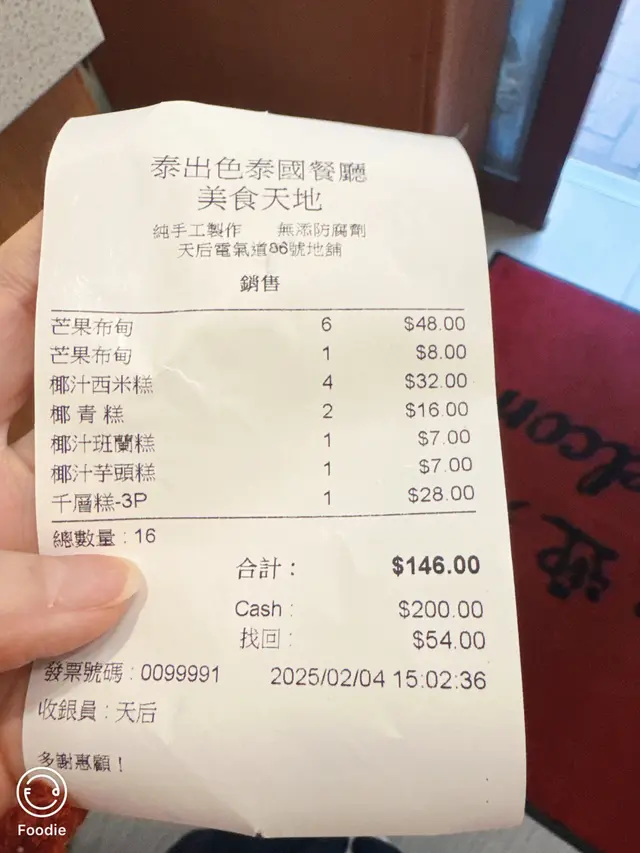 泰出色泰國餐廳
美食天地
純手工製作 無添防腐劑
天后電氣道86號地舖
銷售
芒果布甸 6 $48.00
芒果布甸 1 $8.00
椰汁西米糕 4 $32.00
椰青糕 2 $16.00
椰汁班蘭糕 1 $7.00
椰汁芋頭糕 1 $7.00
千層糕-3P 1 $28.00
總數量 : 16
合計 : $146.00
Cash : $200.00
找回 : $54.00
發票號碼 : 0099991 2025/02/04 15:02:36
收銀員 : 天后
多謝惠顧！
elcom
迎
Foodie